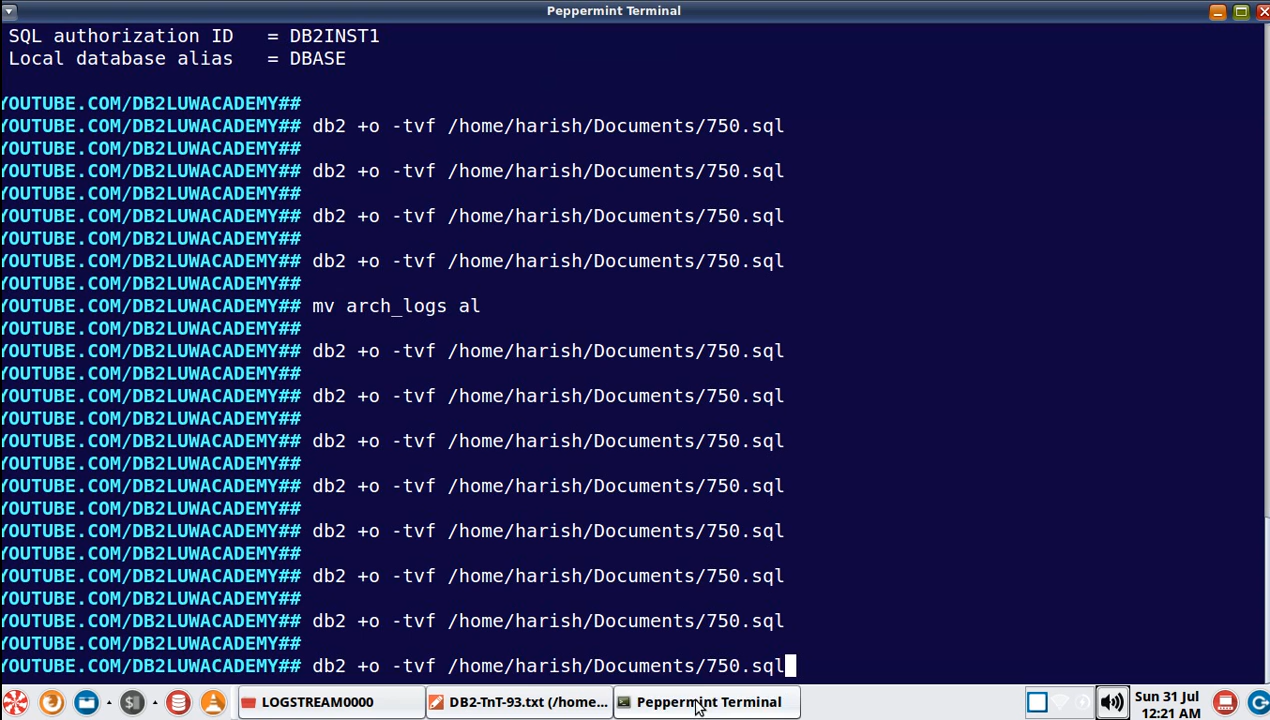 Peppermint Terminal
SQL authorization ID = DB2INST1
Local database alias = DBASE
YOUTUBE.COM/DB2LUWACADEMY##
YOUTUBE.COM/DB2LUWACADEMY## db2 +o -tvf /home/harish/Documents/750.sql
YOUTUBE.COM/DB2LUWACADEMY##
YOUTUBE.COM/DB2LUWACADEMY## db2 +o -tvf /home/harish/Documents/750.sql
YOUTUBE.COM/DB2LUWACADEMY##
YOUTUBE.COM/DB2LUWACADEMY## db2 +o -tvf /home/harish/Documents/750.sql
YOUTUBE.COM/DB2LUWACADEMY##
YOUTUBE.COM/DB2LUWACADEMY## db2 +o -tvf /home/harish/Documents/750.sql
YOUTUBE.COM/DB2LUWACADEMY##
YOUTUBE.COM/DB2LUWACADEMY## mv arch_logs al
YOUTUBE.COM/DB2LUWACADEMY##
YOUTUBE.COM/DB2LUWACADEMY## db2 +o -tvf /home/harish/Documents/750.sql
YOUTUBE.COM/DB2LUWACADEMY##
YOUTUBE.COM/DB2LUWACADEMY## db2 +o -tvf /home/harish/Documents/750.sql
YOUTUBE.COM/DB2LUWACADEMY##
YOUTUBE.COM/DB2LUWACADEMY## db2 +o -tvf /home/harish/Documents/750.sql
YOUTUBE.COM/DB2LUWACADEMY##
YOUTUBE.COM/DB2LUWACADEMY## db2 +o -tvf /home/harish/Documents/750.sql
YOUTUBE.COM/DB2LUWACADEMY##
YOUTUBE.COM/DB2LUWACADEMY## db2 +o -tvf /home/harish/Documents/750.sql
YOUTUBE.COM/DB2LUWACADEMY##
YOUTUBE.COM/DB2LUWACADEMY## db2 +o -tvf /home/harish/Documents/750.sql
YOUTUBE.COM/DB2LUWACADEMY##
YOUTUBE.COM/DB2LUWACADEMY## db2 +o -tvf /home/harish/Documents/750.sql
YOUTUBE.COM/DB2LUWACADEMY##
YOUTUBE.COM/DB2LUWACADEMY## db2 +o -tvf /home/harish/Documents/750.sql
LOGSTREAM0000 DB2-TnT-93.txt (/home... Peppermint Terminal
Sun 31 Jul
12:21 AM